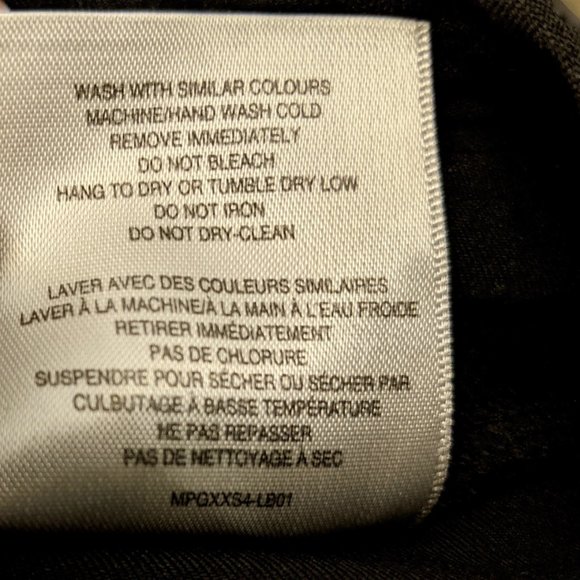 WASH WITH SIMILAR COLOURS
MACHINE/HAND WASH COLD
REMOVE IMMEDIATELY
DO NOT BLEACH
HANG TO DRY OR TUMBLE DRY LOW
DO NOT IRON
DO NOT DRY-CLEAN
LAVER AVEC DES COULEURS SIMILAIRES
LAVER À LA MACHINE/À LA MAIN À L'EAU FROIDE
RETIRER IMMÉDIATEMENT
PAS DE CHLORURE
SUSPENDRE POUR SÉCHER OU SÉCHER PAR
CULBUTAGE À BASSE TEMPÉRATURE
NE PAS REPASSER
PAS DE NETTOYAGE À SEC
MPGXXS4-LB01